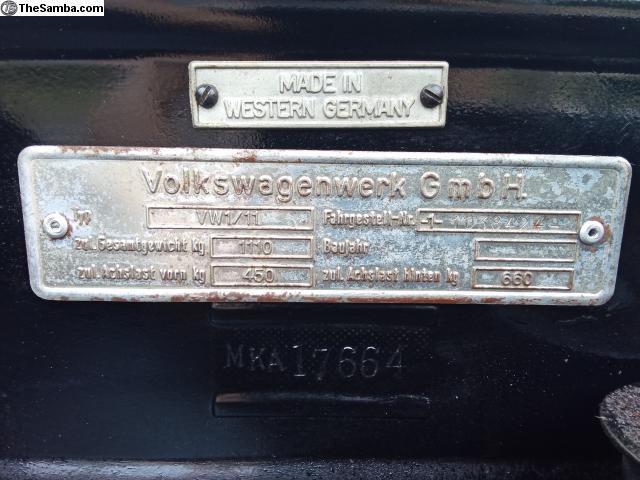 TheSamba.com
MADE IN
WESTERN GERMANY
Volkswagenwerk GmbH.
Typ VW1/11 Fahrgestell-Nr.
zul. Gesamtgewicht kg 1110 Baujahr
zul. Achslast vorn kg 450 zul. Achslast hinten kg 660
MKA17664